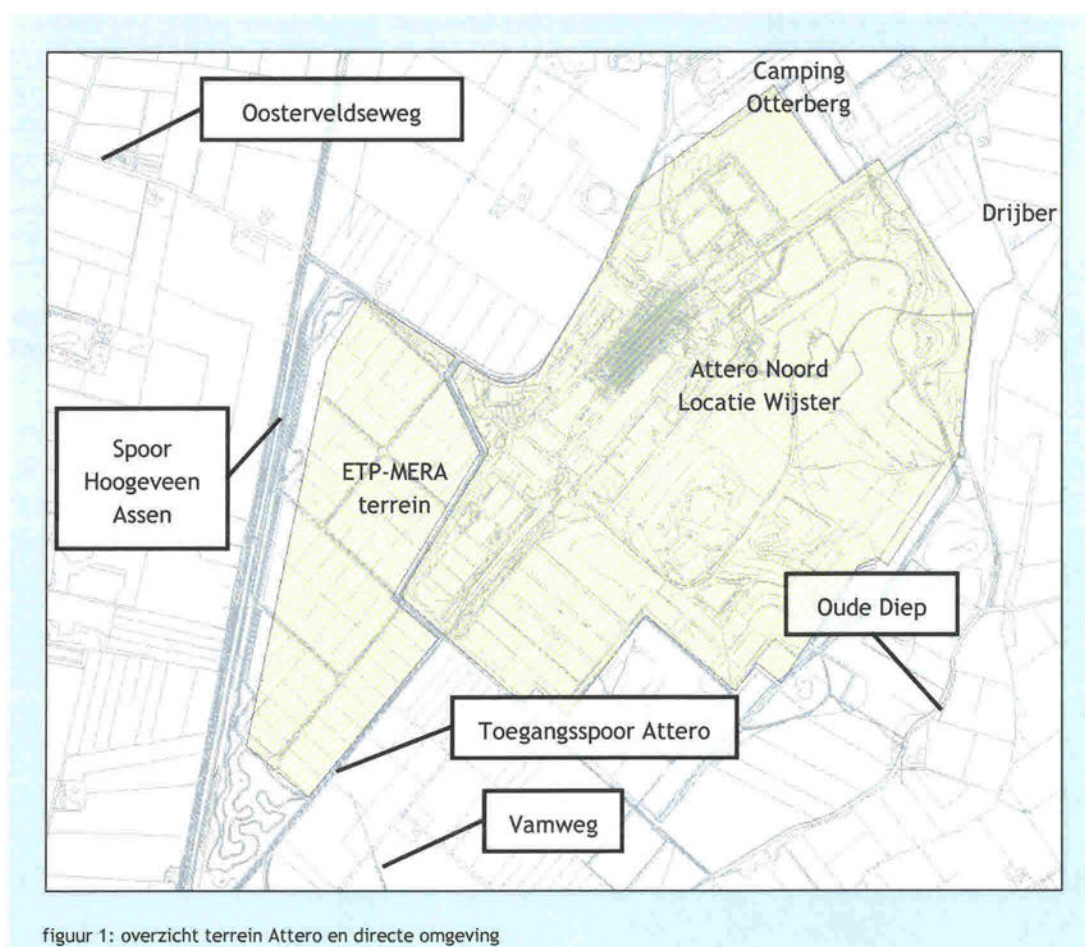 Camping
Otterberg
Oosterveldseweg
Drijber
Attero Noord
Locatie Wijster
Spoor
Hoogeveen
Assen
ETP-MERA
terrein
Oude Diep
Toegangsspoor Attero
Vamweg
figuur 1: overzicht terrein Attero en directe omgeving